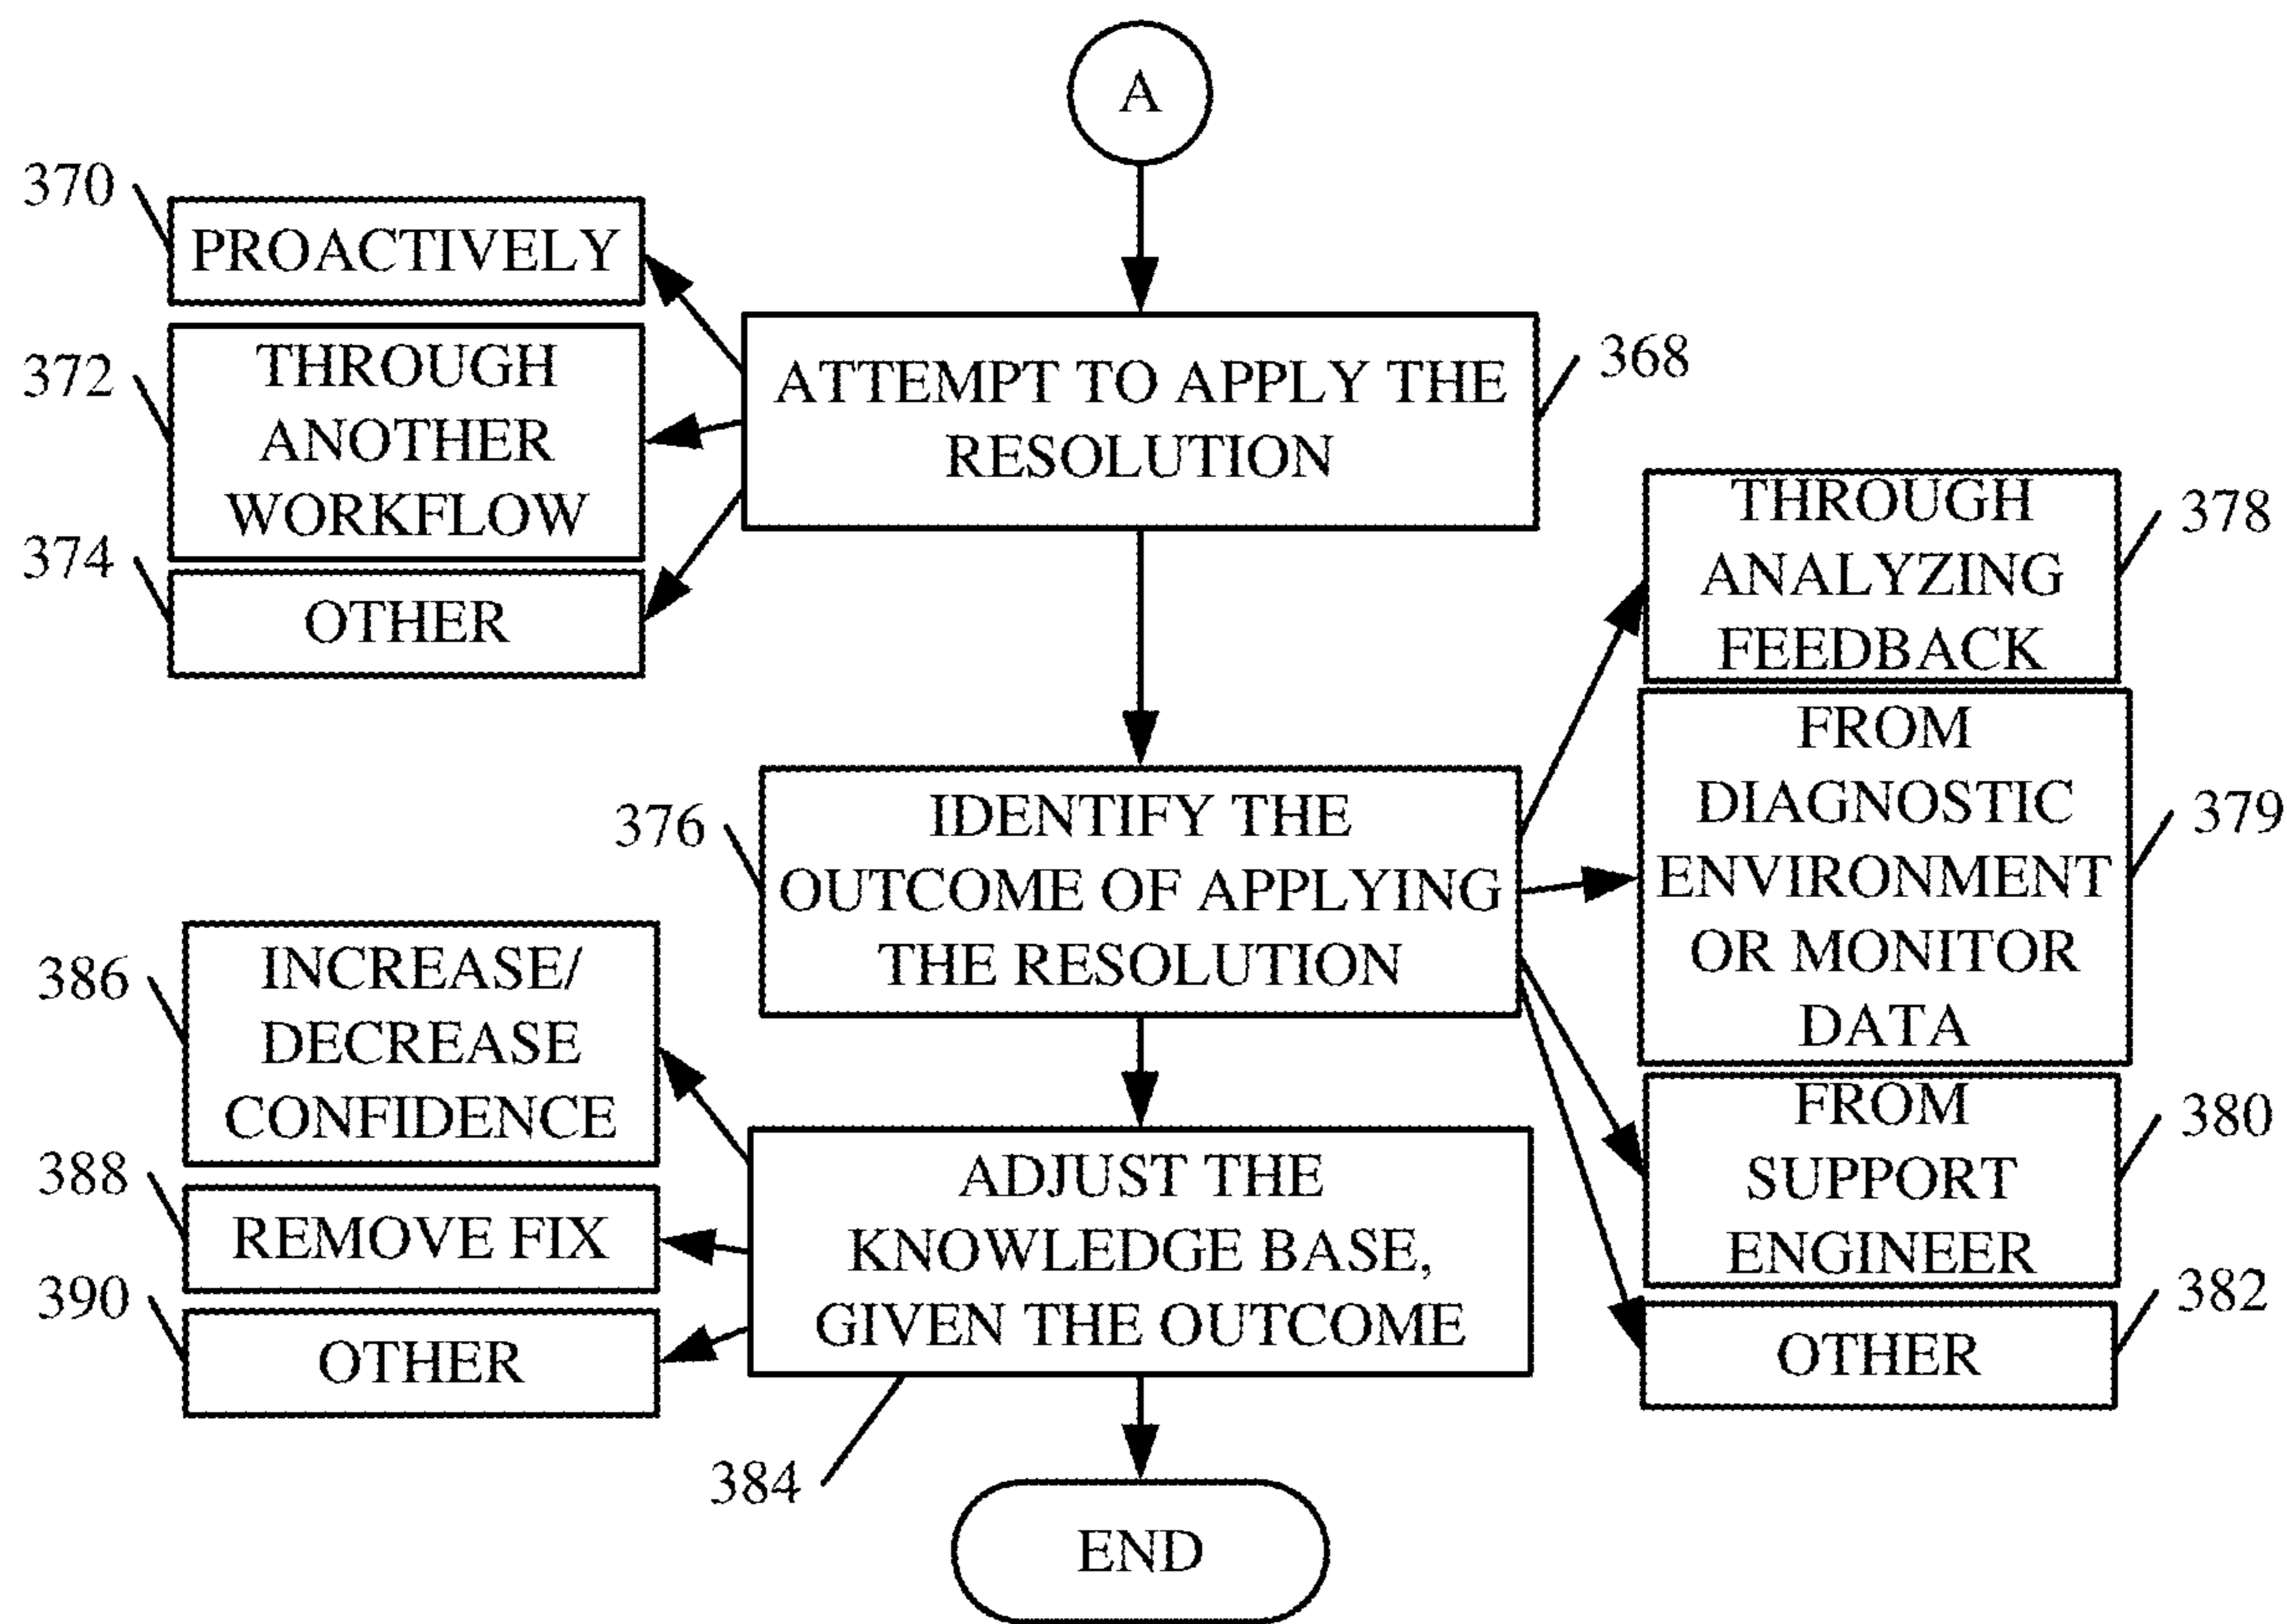 A
370
PROACTIVELY
372
THROUGH
ANOTHER
WORKFLOW
374
OTHER
ATTEMPT TO APPLY THE
RESOLUTION
368
THROUGH
ANALYZING
FEEDBACK
378
376
IDENTIFY THE
OUTCOME OF APPLYING
THE RESOLUTION
FROM
DIAGNOSTIC
ENVIRONMENT
OR MONITOR
DATA
379
FROM
SUPPORT
ENGINEER
380
OTHER
382
386
INCREASE/
DECREASE
CONFIDENCE
388
REMOVE FIX
390
OTHER
ADJUST THE
KNOWLEDGE BASE,
GIVEN THE OUTCOME
384
END